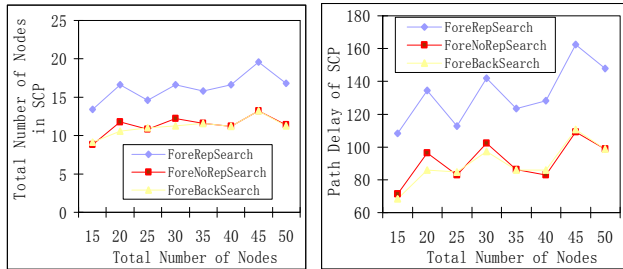 Total Number of Nodes
in SCP
25
20
15
10
5
0
ForeRepSearch
ForeNoRepSearch
ForeBackSearch
15 20 25 30 35 40 45 50
Total Number of Nodes
Path Delay of SCP
180
160
140
120
100
80
60
ForeRepSearch
ForeNoRepSearch
ForeBackSearch
15 20 25 30 35 40 45 50
Total Number of Nodes